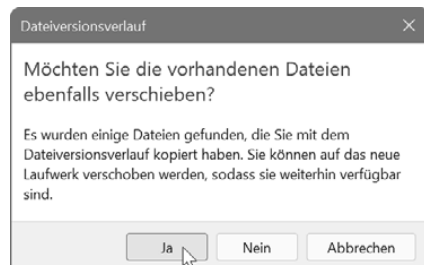 Dateiversionsverlauf
Möchten Sie die vorhandenen Dateien
ebenfalls verschieben?
Es wurden einige Dateien gefunden, die Sie mit dem
Dateiversionsverlauf kopiert haben. Sie können auf das neue
Laufwerk verschoben werden, sodass sie weiterhin verfügbar
sind.
Ja Nein Abbrechen